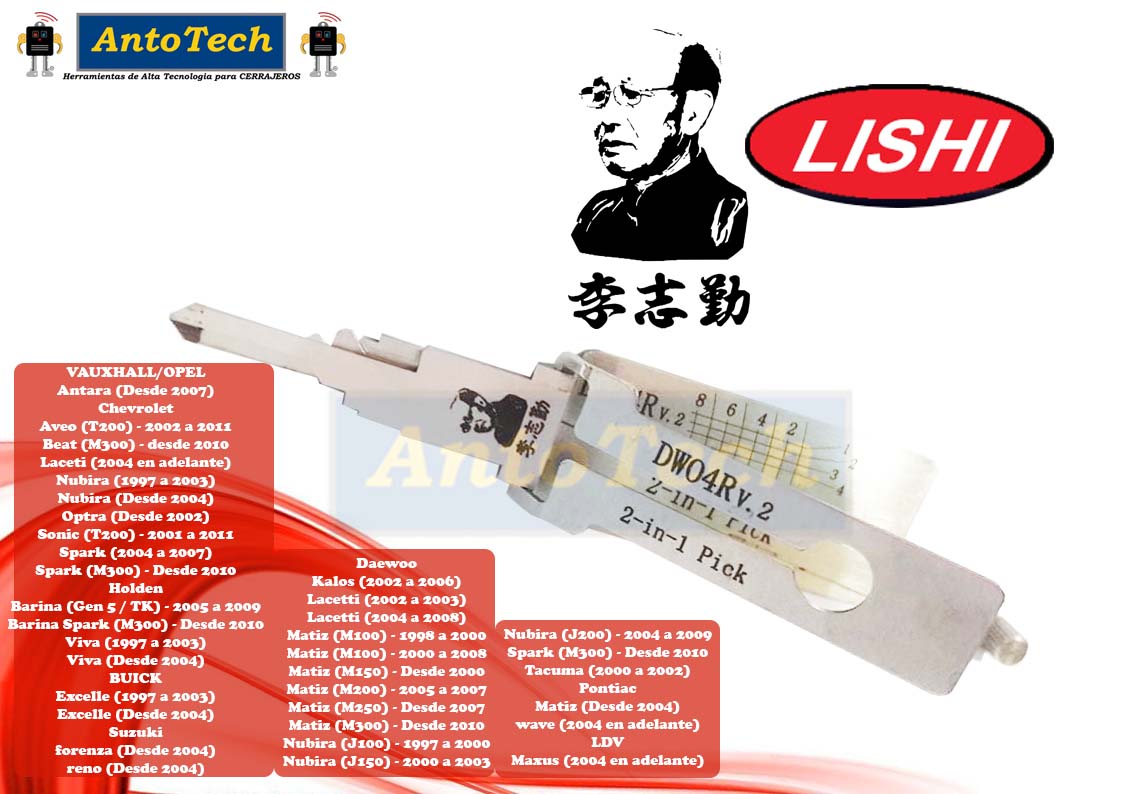 AntoTech
Herramientas de Alta Tecnologia para CERRAJEROS
LISHI
李志勤
李志勤
Rv.2
8 6 4 2
1
2
3
4
DW04Rv.2
2-in-1 Pick
2-in-1 Pick
AntoTech
VAUXHALL/OPEL
Antara (Desde 2007)
Chevrolet
Aveo (T200) - 2002 a 2011
Beat (M300) - desde 2010
Laceti (2004 en adelante)
Nubira (1997 a 2003)
Nubira (Desde 2004)
Optra (Desde 2002)
Sonic (T200) - 2001 a 2011
Spark (2004 a 2007)
Spark (M300) - Desde 2010
Holden
Barina (Gen 5 / TK) - 2005 a 2009
Barina Spark (M300) - Desde 2010
Viva (1997 a 2003)
Viva (Desde 2004)
BUICK
Excelle (1997 a 2003)
Excelle (Desde 2004)
Suzuki
forenza (Desde 2004)
reno (Desde 2004)
Daewoo
Kalos (2002 a 2006)
Lacetti (2002 a 2003)
Lacetti (2004 a 2008)
Matiz (M100) - 1998 a 2000
Matiz (M100) - 2000 a 2008
Matiz (M150) - Desde 2000
Matiz (M200) - 2005 a 2007
Matiz (M250) - Desde 2007
Matiz (M300) - Desde 2010
Nubira (J100) - 1997 a 2000
Nubira (J150) - 2000 a 2003
Nubira (J200) - 2004 a 2009
Spark (M300) - Desde 2010
Tacuma (2000 a 2002)
Pontiac
Matiz (Desde 2004)
wave (2004 en adelante)
LDV
Maxus (2004 en adelante)